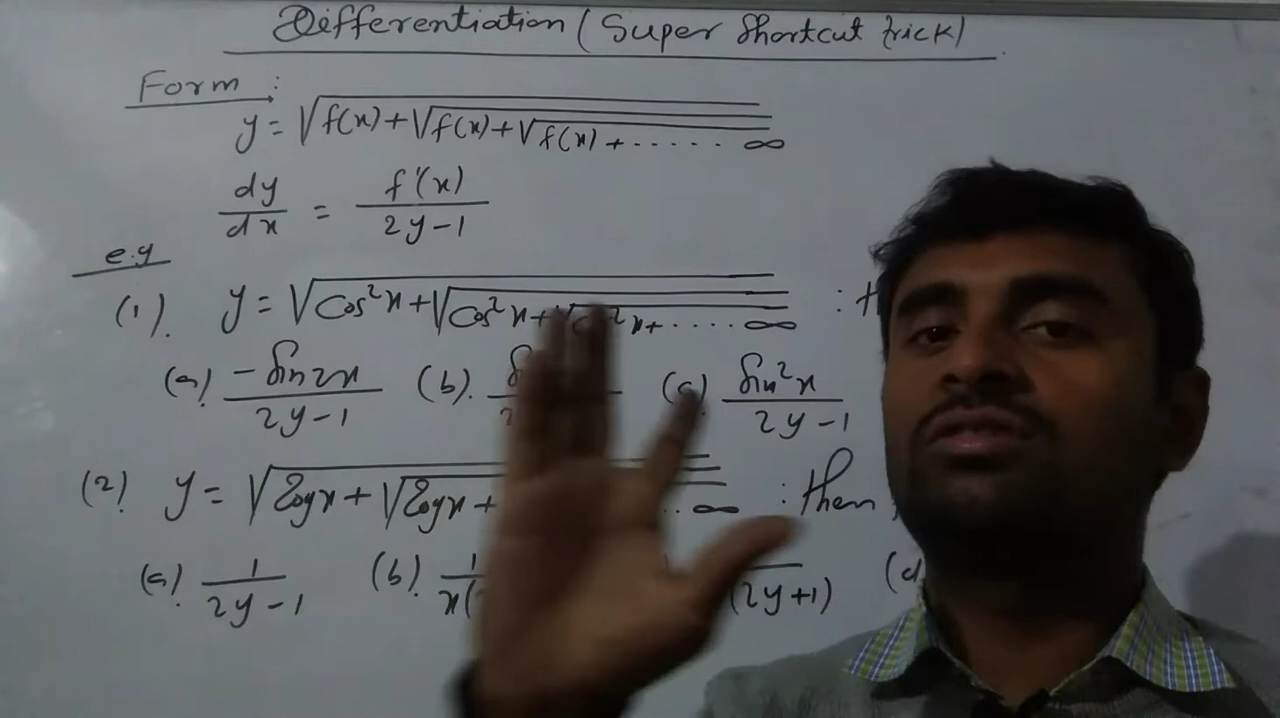 Differentiation (Super Shortcut trick)
Form :
y = √f(x) + √f(x) + √f(x) + ..... ∞
dy/dx = f'(x)/2y-1
e.g
(1). y = √Cos²x + √Cos²x + √ x + .... ∞ :
(a) -Sin2x/2y-1 (b). (c) Sin²x/2y-1
(2) y = √logx + √logx + .. ∞ : then
(a) 1/2y-1 (b). 1/x( (2y+1) (d